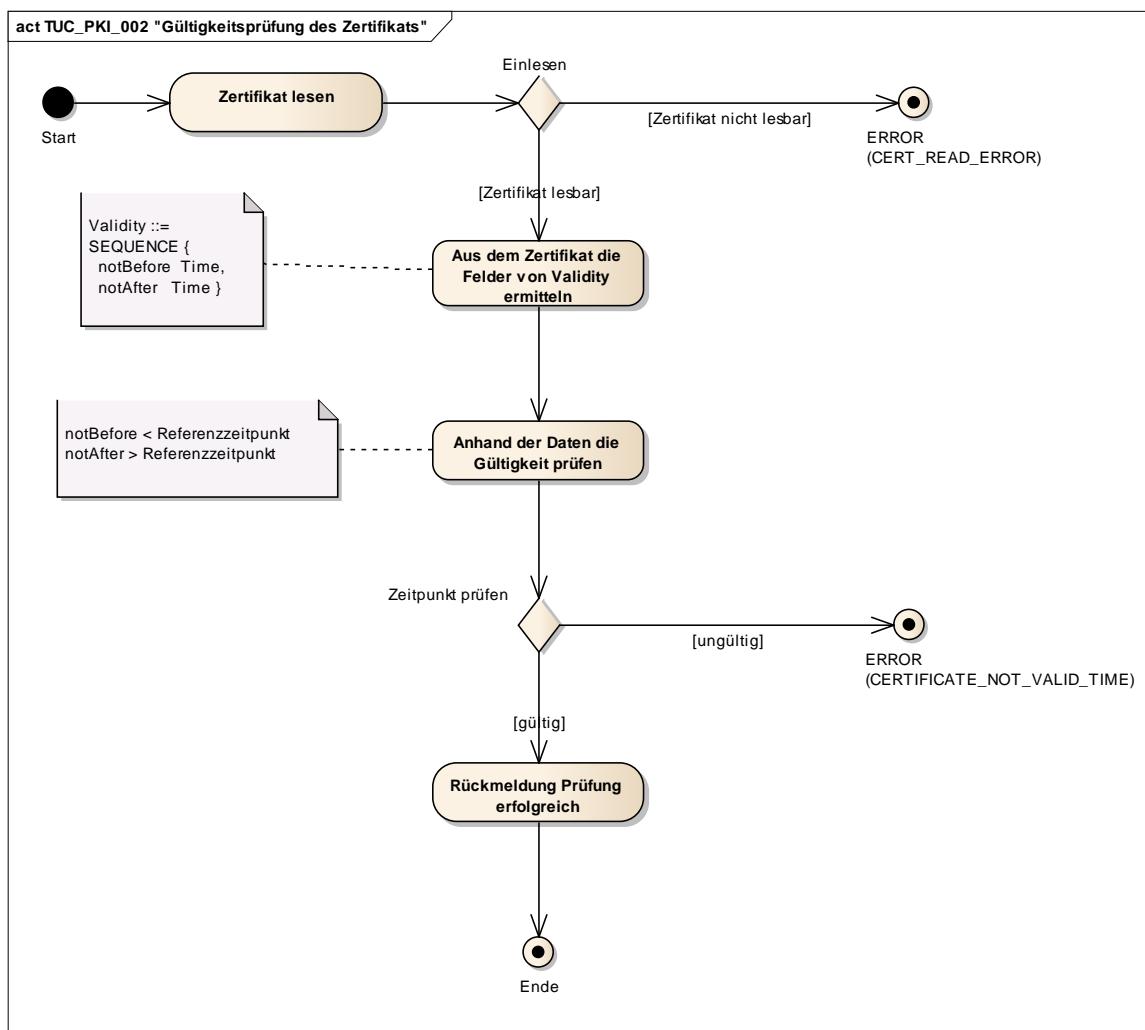 act TUC_PKI_002 "Gültigkeitsprüfung des Zertifikats"
Einlesen
Zertifikat lesen
Start
[Zertifikat nicht lesbar]
ERROR
(CERT_READ_ERROR)
[Zertifikat lesbar]
Validity ::=
SEQUENCE {
notBefore Time,
notAfter Time }
Aus dem Zertifikat die
Felder von Validity
ermitteln
notBefore < Referenzzeitpunkt
notAfter > Referenzzeitpunkt
Anhand der Daten die
Gültigkeit prüfen
Zeitpunkt prüfen
[ungültig]
ERROR
(CERTIFICATE_NOT_VALID_TIME)
[gültig]
Rückmeldung Prüfung
erfolgreich
Ende